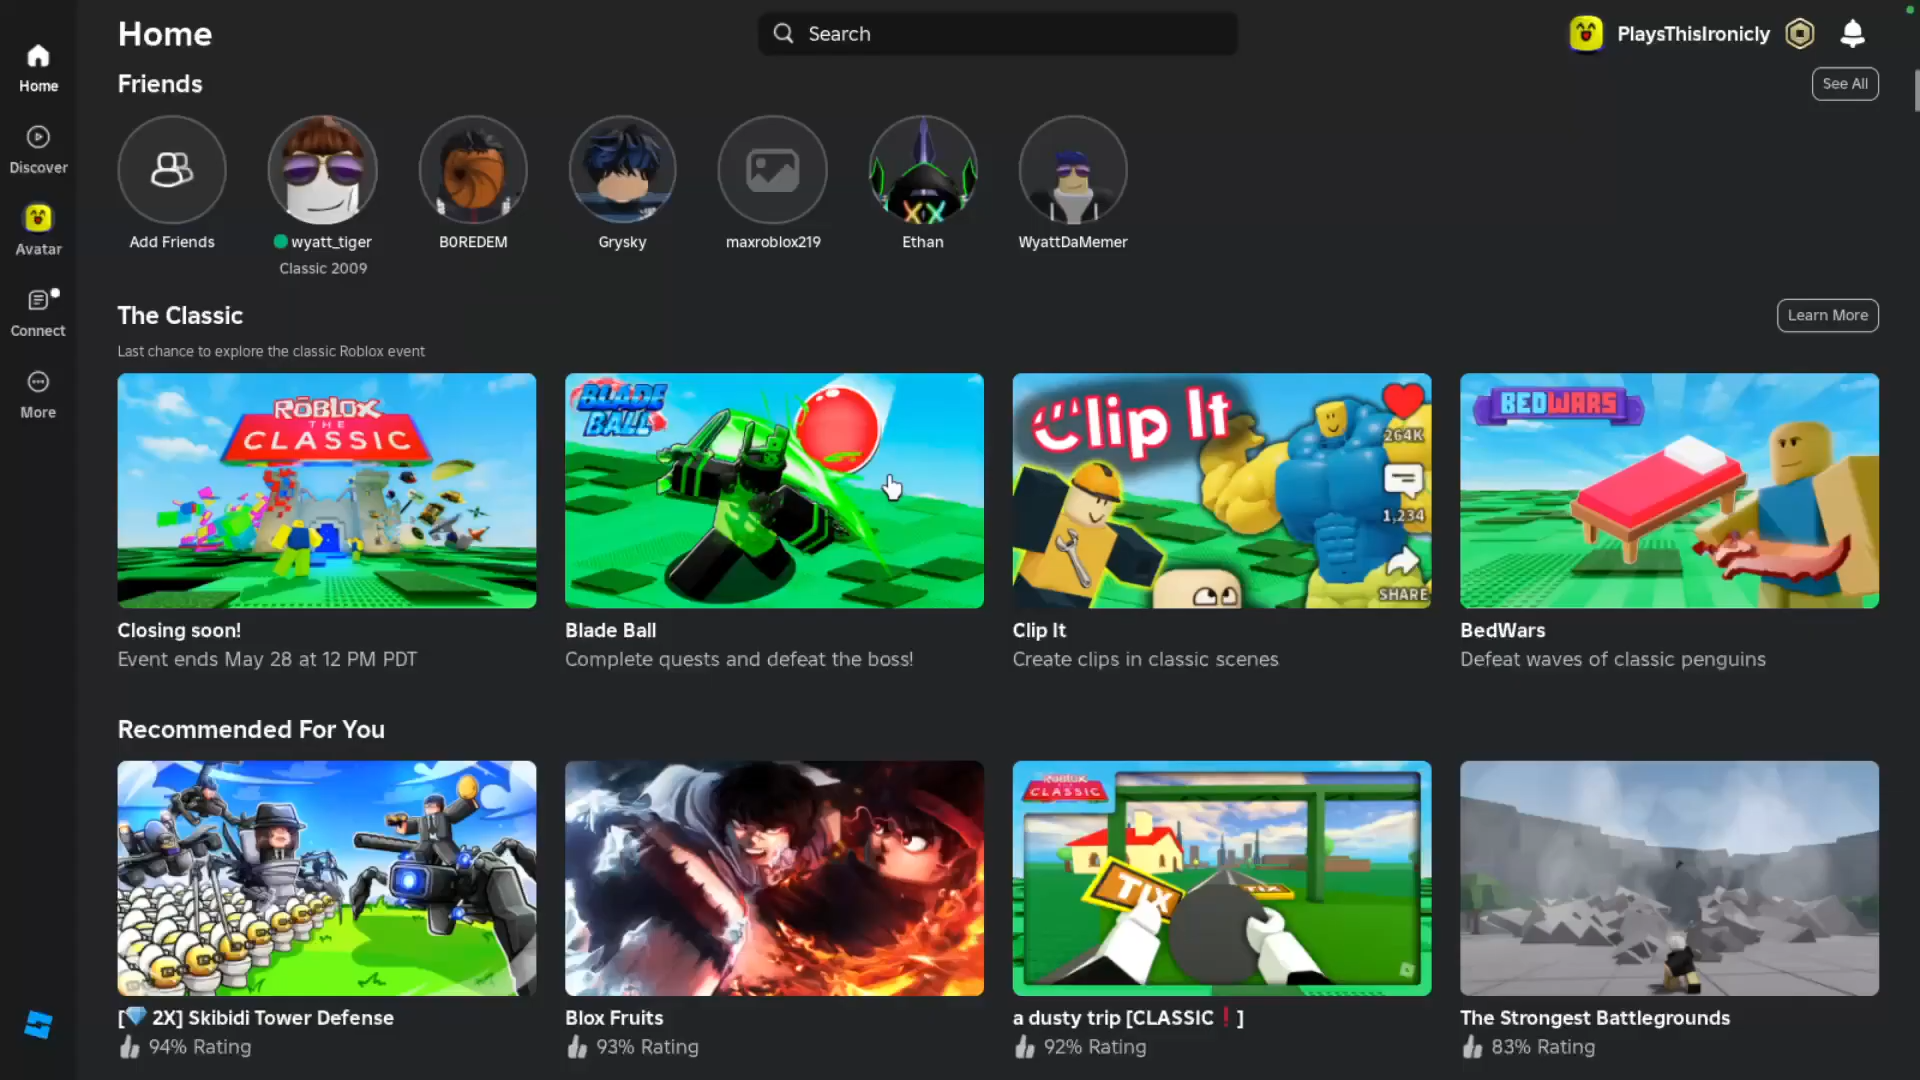 Home
Search
PlaysThisIronicly
Home
Discover
Avatar
Connect
More
Friends
See All
Add Friends
wyatt_tiger
B0REDEM
Grysky
maxroblox219
Ethan
WyattDaMemer
Classic 2009
The Classic
Learn More
Last chance to explore the classic Roblox event
ROBLOX
THE
CLASSIC
BLADE
BALL
Clip It
264K
1,234
SHARE
BEDWARS
Closing soon!
Event ends May 28 at 12 PM PDT
Blade Ball
Complete quests and defeat the boss!
Clip It
Create clips in classic scenes
BedWars
Defeat waves of classic penguins
Recommended For You
ROBLOX
THE
CLASSIC
TIX
TIX
[💎 2X] Skibidi Tower Defense
94% Rating
Blox Fruits
93% Rating
a dusty trip [CLASSIC❗]
92% Rating
The Strongest Battlegrounds
83% Rating